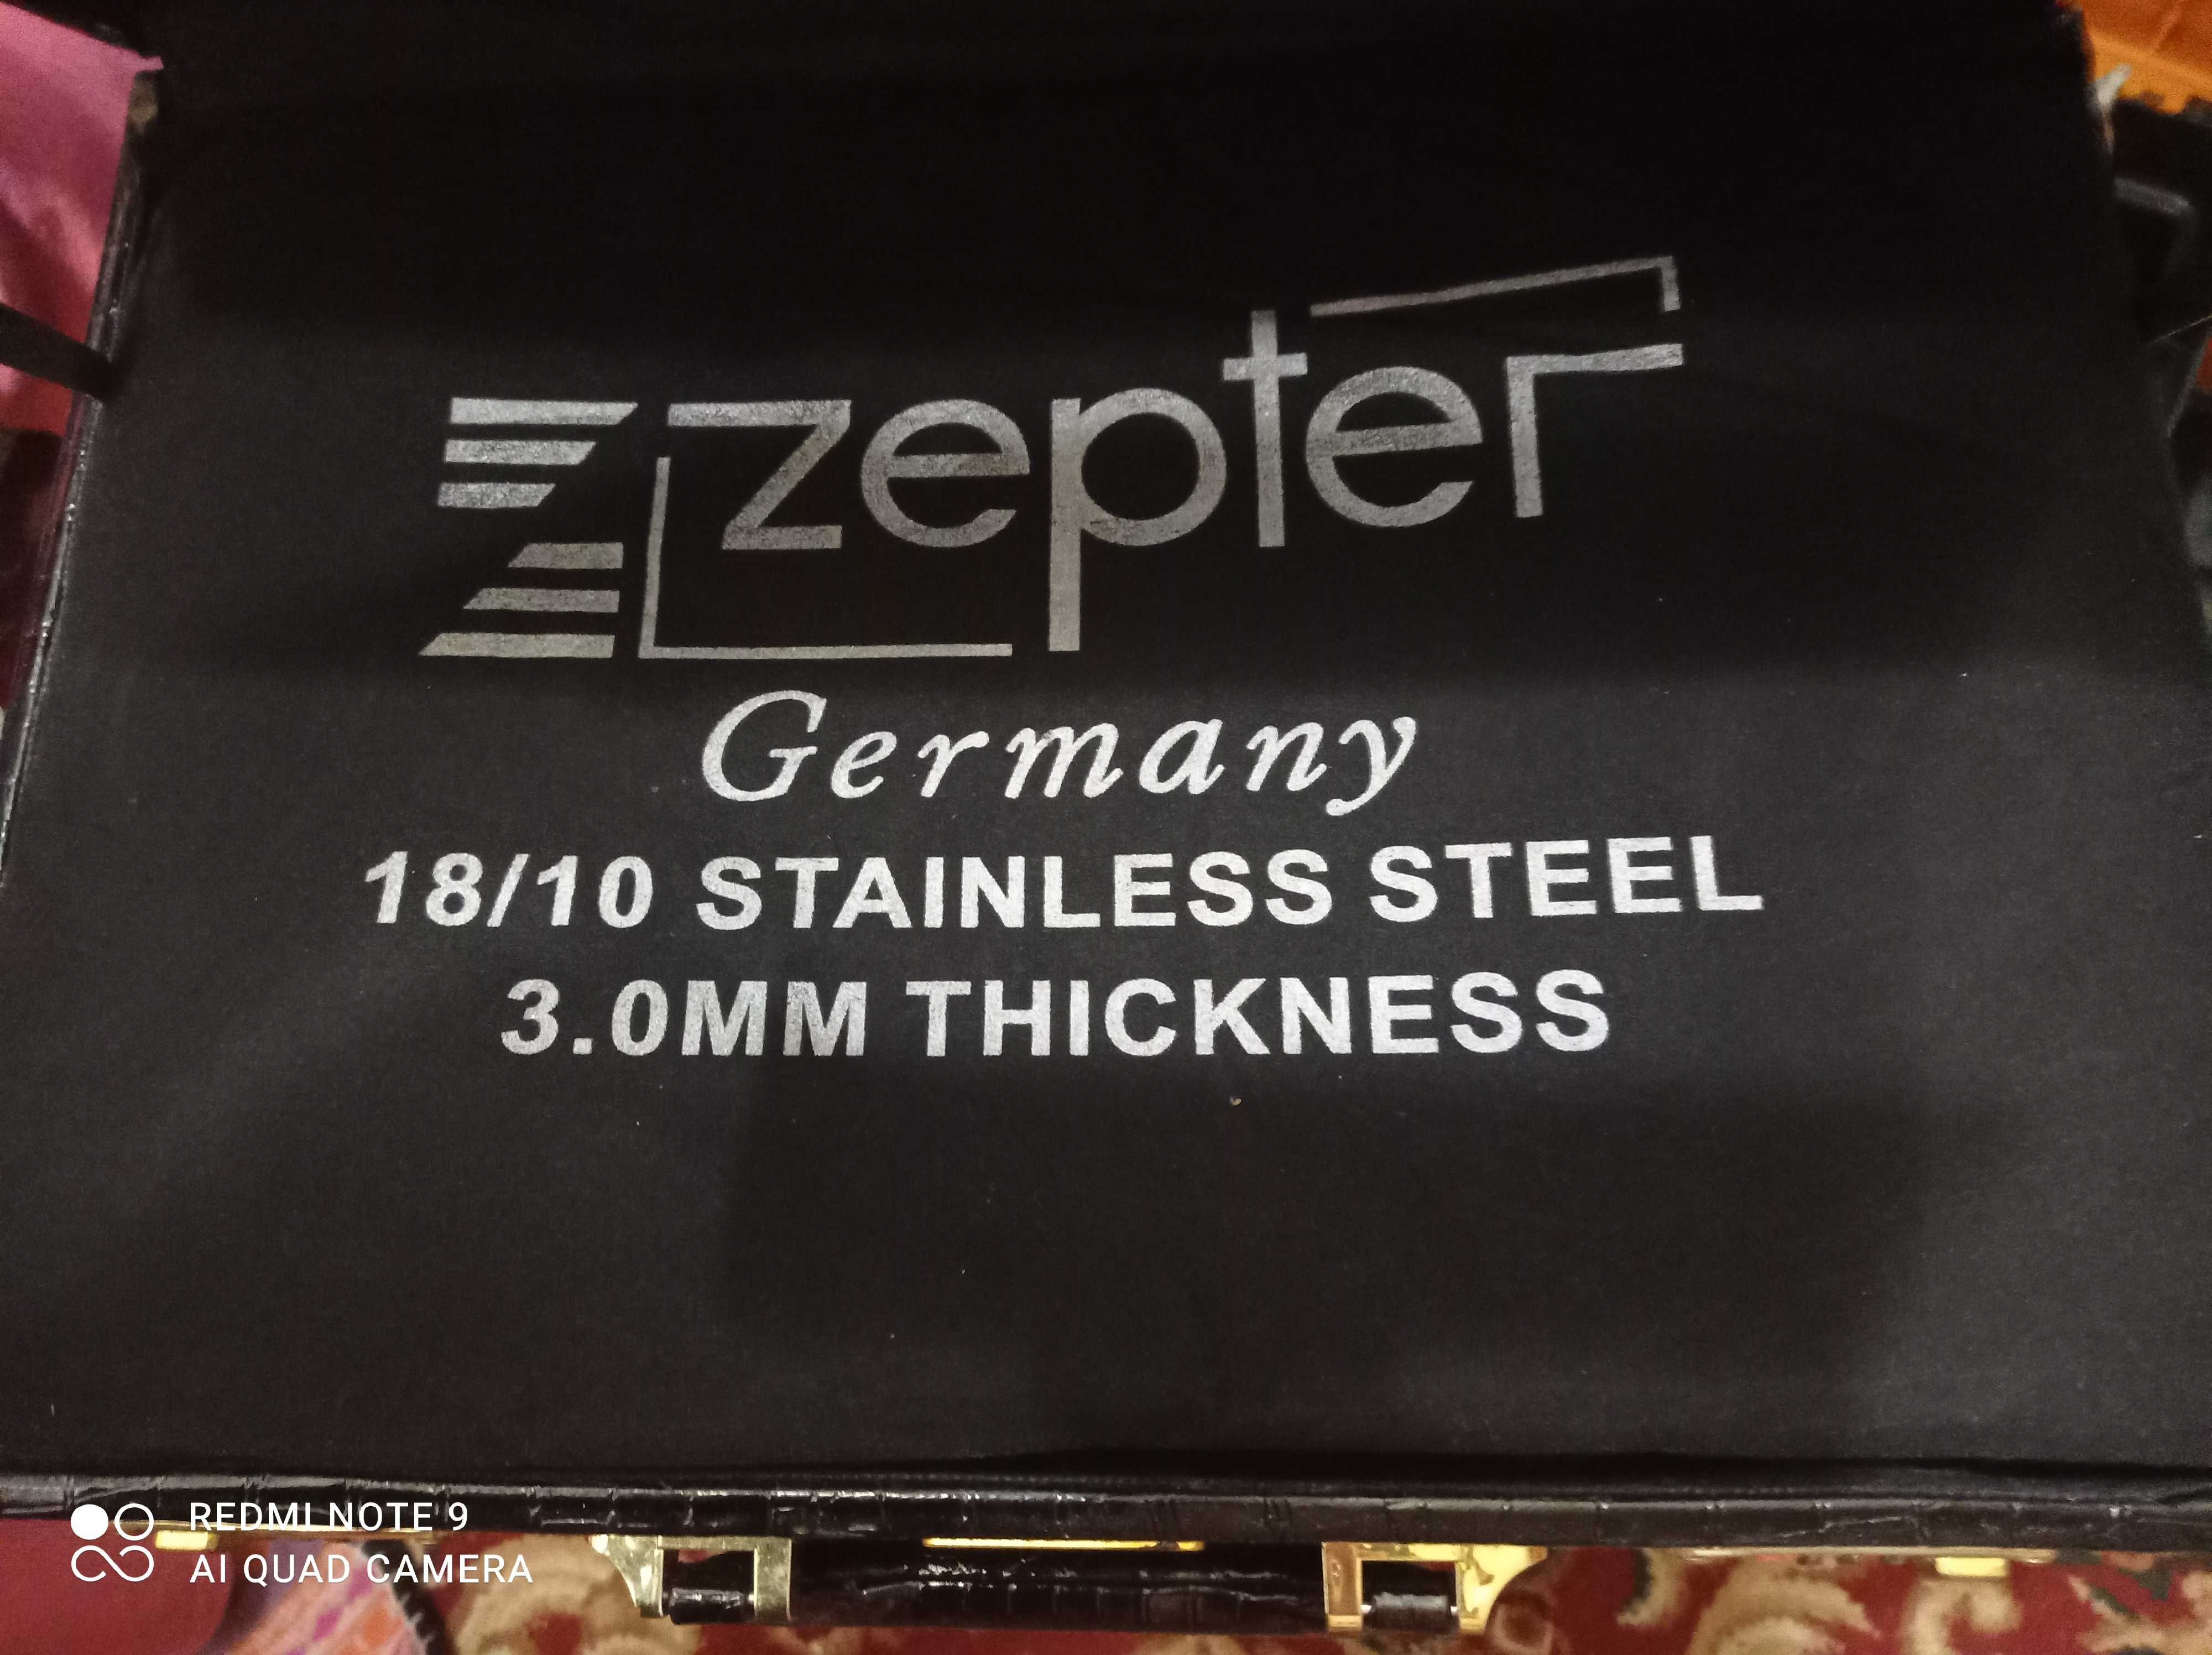 zepter
Germany
18/10 STAINLESS STEEL
3.0MM THICKNESS
REDMI NOTE 9
AI QUAD CAMERA